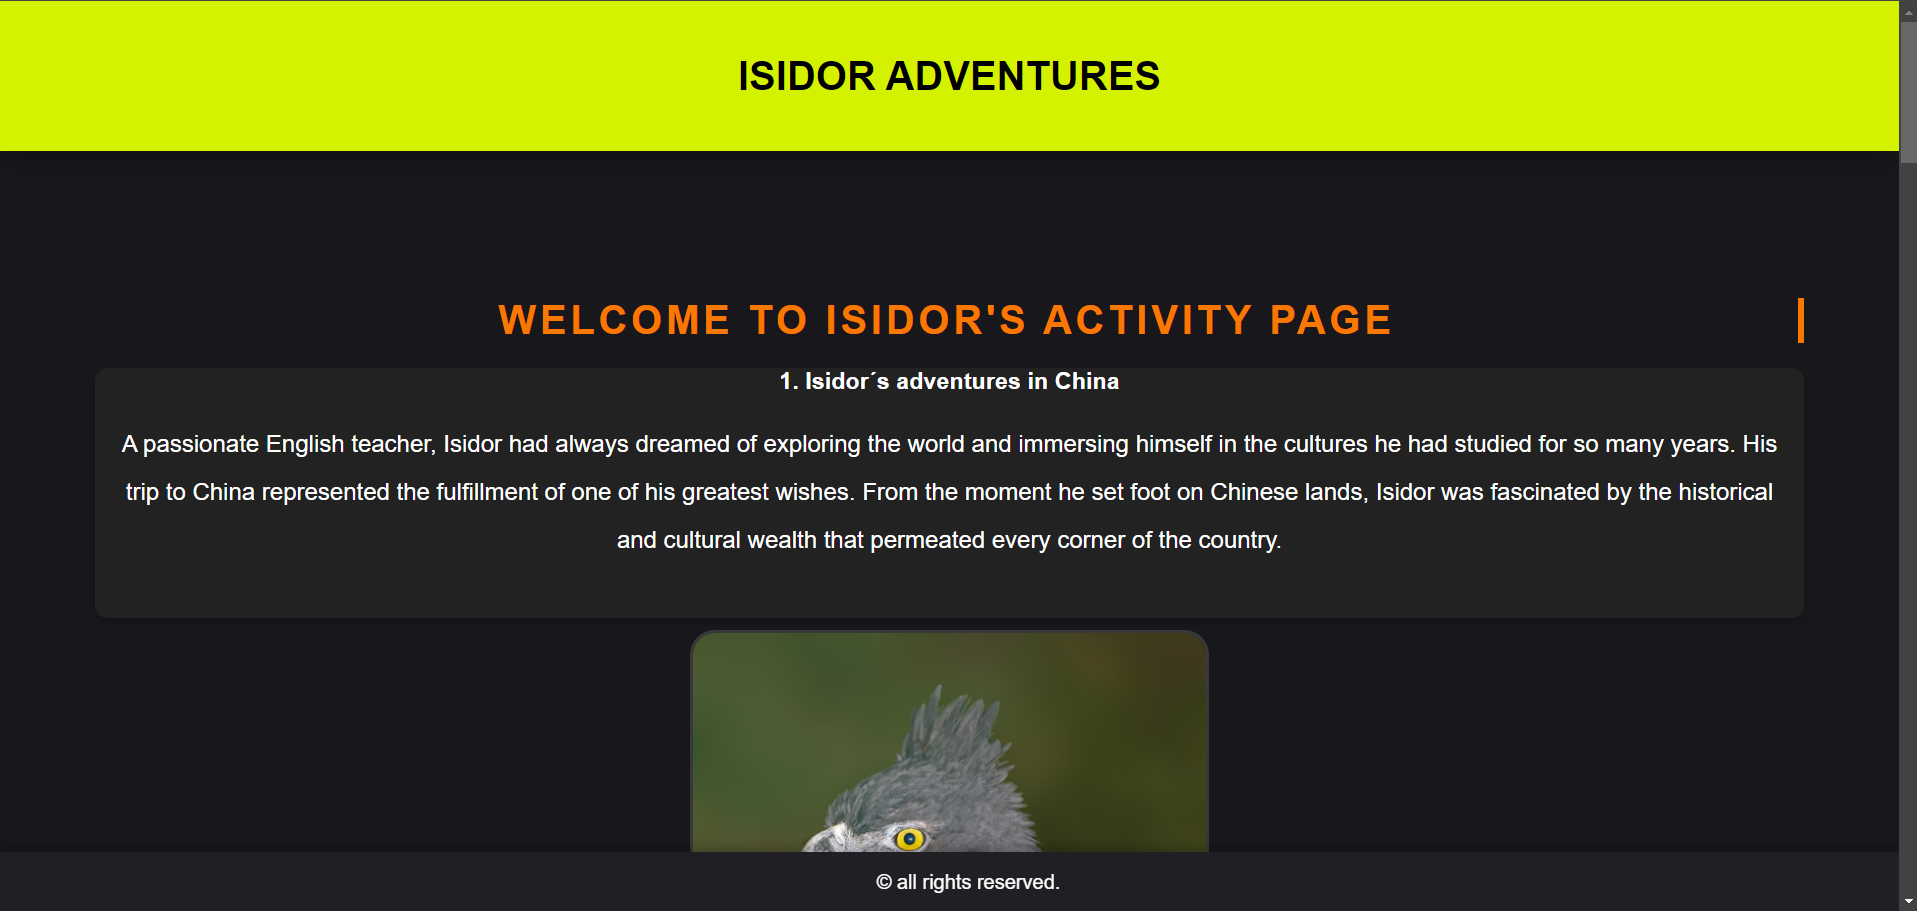 ISIDOR ADVENTURES
WELCOME TO ISIDOR'S ACTIVITY PAGE
1. Isidor´s adventures in China
A passionate English teacher, Isidor had always dreamed of exploring the world and immersing himself in the cultures he had studied for so many years. His
trip to China represented the fulfillment of one of his greatest wishes. From the moment he set foot on Chinese lands, Isidor was fascinated by the historical
and cultural wealth that permeated every corner of the country.
© all rights reserved.